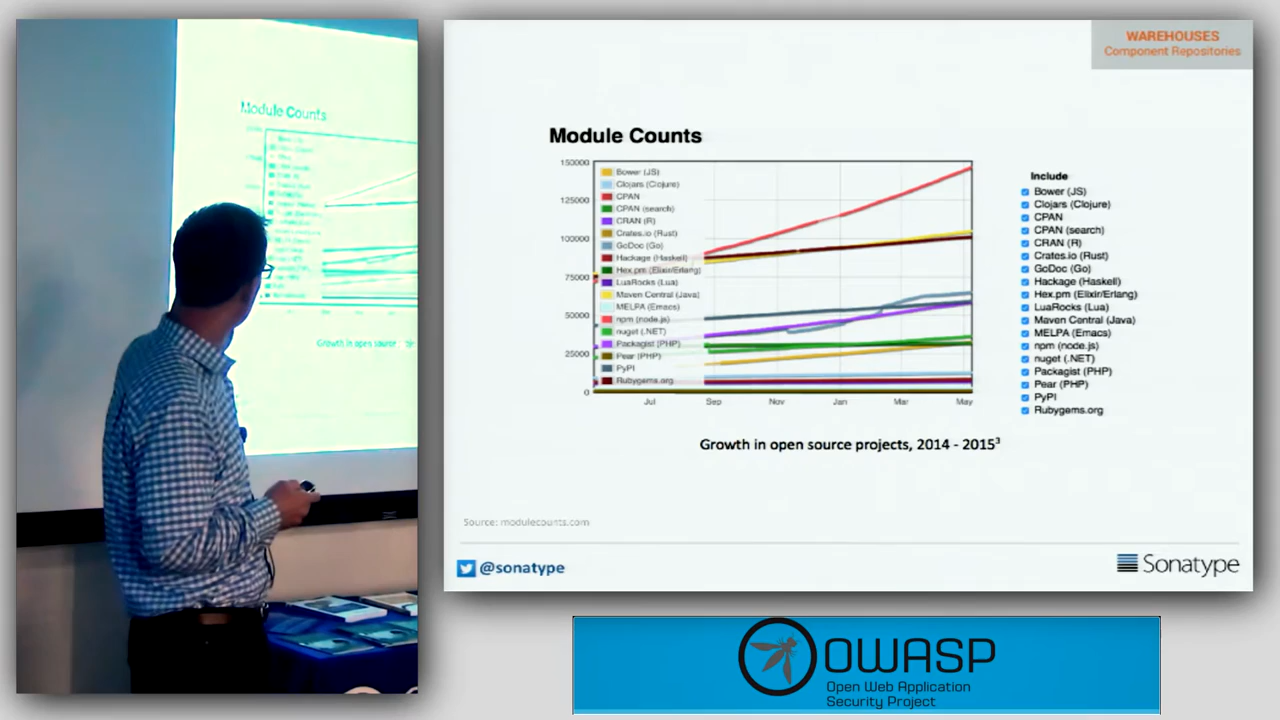 Module Counts
Growth in open source
WAREHOUSES
Component Repositories
Module Counts
150000
125000
100000
75000
50000
25000
0
Bower (JS)
Clojars (Clojure)
CPAN
CPAN (search)
CRAN (R)
Crates.io (Rust)
GoDoc (Go)
Hackage (Haskell)
Hex.pm (Elixir/Erlang)
LuaRocks (Lua)
Maven Central (Java)
MELPA (Emacs)
npm (node.js)
nuget (.NET)
Packagist (PHP)
Pear (PHP)
PyPI
Rubygems.org
Jul Sep Nov Jan Mar May
Include
Bower (JS)
Clojars (Clojure)
CPAN
CPAN (search)
CRAN (R)
Crates.io (Rust)
GoDoc (Go)
Hackage (Haskell)
Hex.pm (Elixir/Erlang)
LuaRocks (Lua)
Maven Central (Java)
MELPA (Emacs)
npm (node.js)
nuget (.NET)
Packagist (PHP)
Pear (PHP)
PyPI
Rubygems.org
Growth in open source projects, 2014 - 2015³
Source: modulecounts.com
@sonatype
Sonatype
OWASP
Open Web Application
Security Project